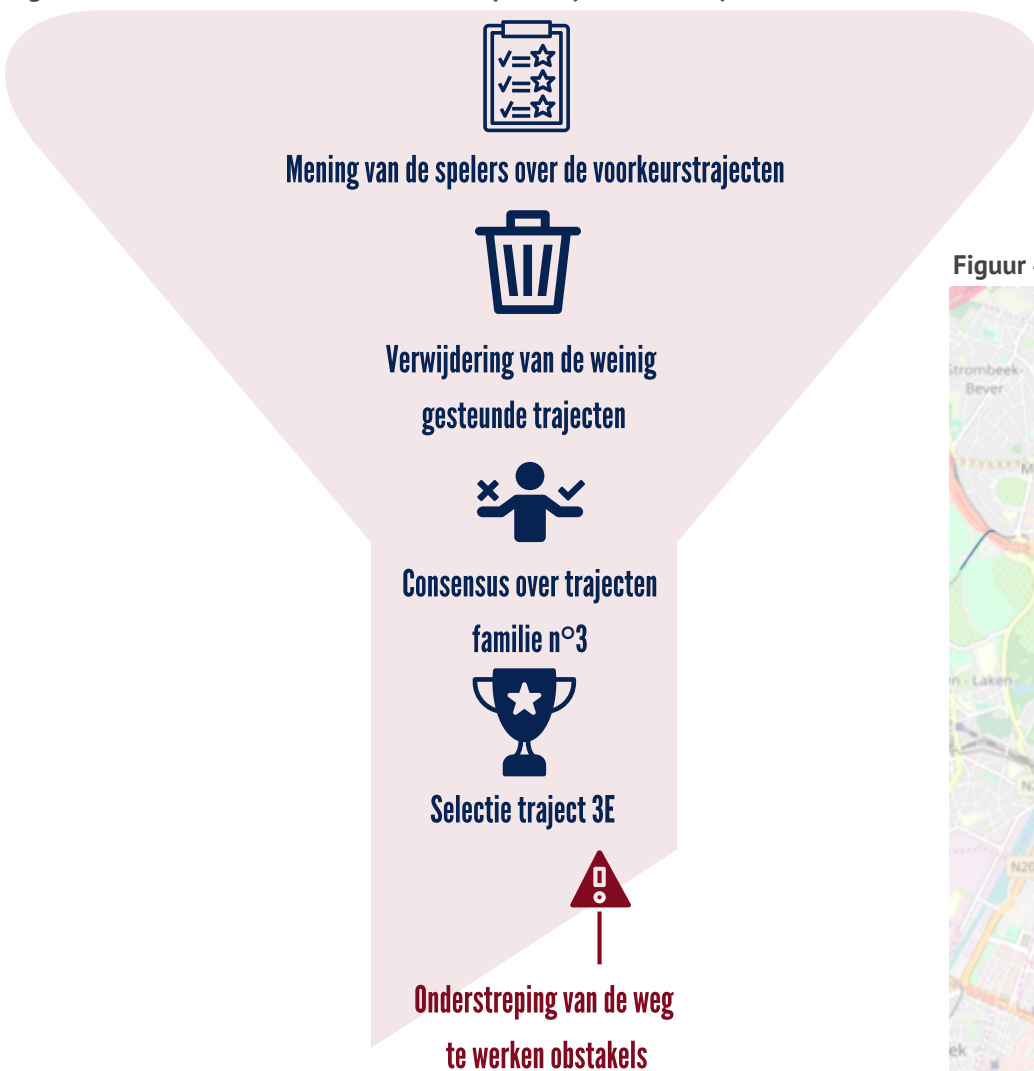 Mening van de spelers over de voorkeurstrajecten
Verwijdering van de weinig
gesteunde trajecten
Consensus over trajecten
familie n°3
Selectie traject 3E
Onderstreping van de weg
te werken obstakels
Figuur
Strombeek-
Bever
M
n - Laken
N20
ek